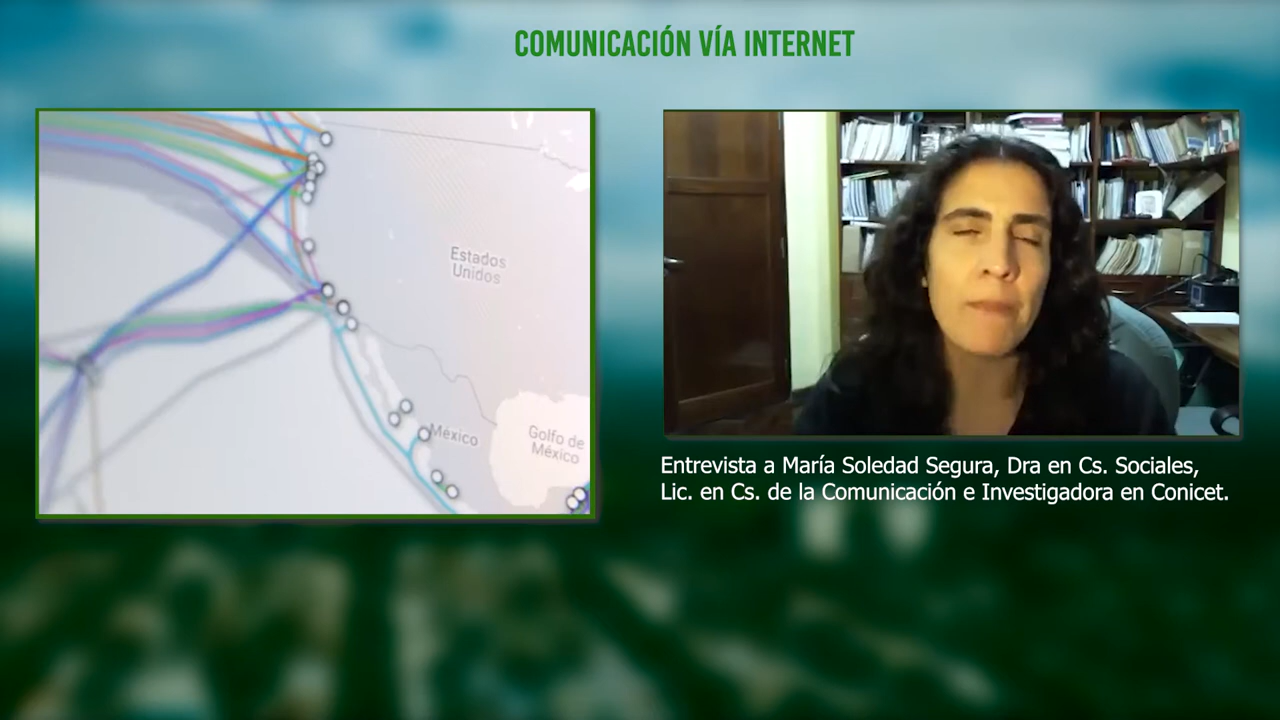 COMUNICACIÓN VÍA INTERNET
Estados
Unidos
México
Golfo de
México
Entrevista a María Soledad Segura, Dra en Cs. Sociales,
Lic. en Cs. de la Comunicación e Investigadora en Conicet.